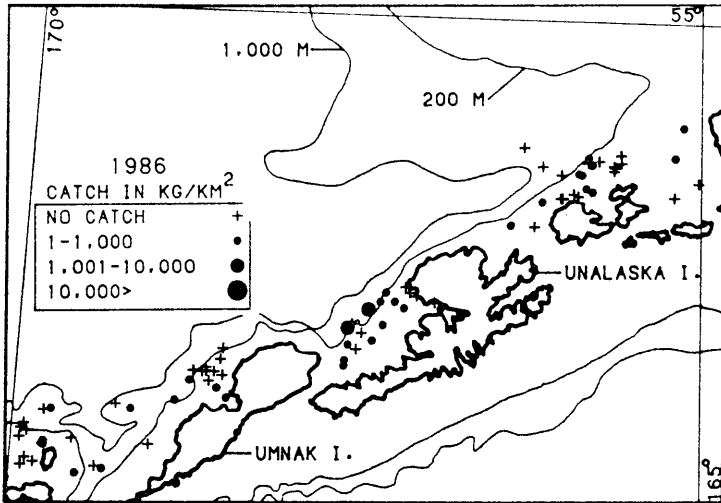 170°
55°
1.000 M
200 M
1986
CATCH IN KG/KM²
NO CATCH +
1-1.000
1.001-10.000
10.000>
UNALASKA I.
UMNAK I.
165°